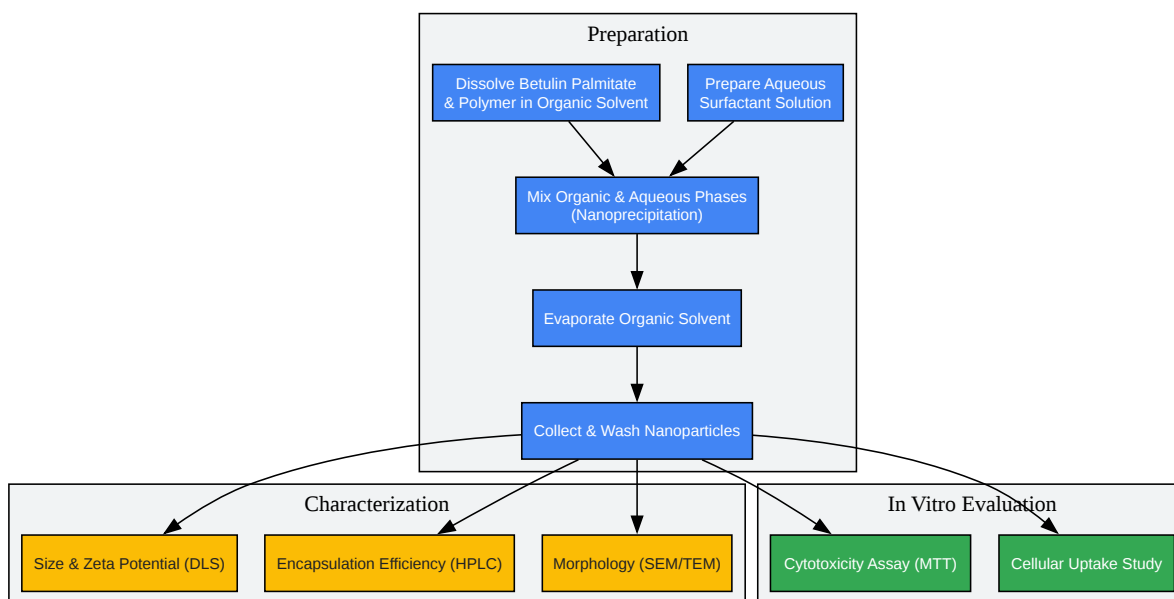 Preparation
Dissolve Betulin Palmitate
& Polymer in Organic Solvent
Prepare Aqueous
Surfactant Solution
Mix Organic & Aqueous Phases
(Nanoprecipitation)
Evaporate Organic Solvent
Collect & Wash Nanoparticles
Characterization
Size & Zeta Potential (DLS)
Encapsulation Efficiency (HPLC)
Morphology (SEM/TEM)
In Vitro Evaluation
Cytotoxicity Assay (MTT)
Cellular Uptake Study